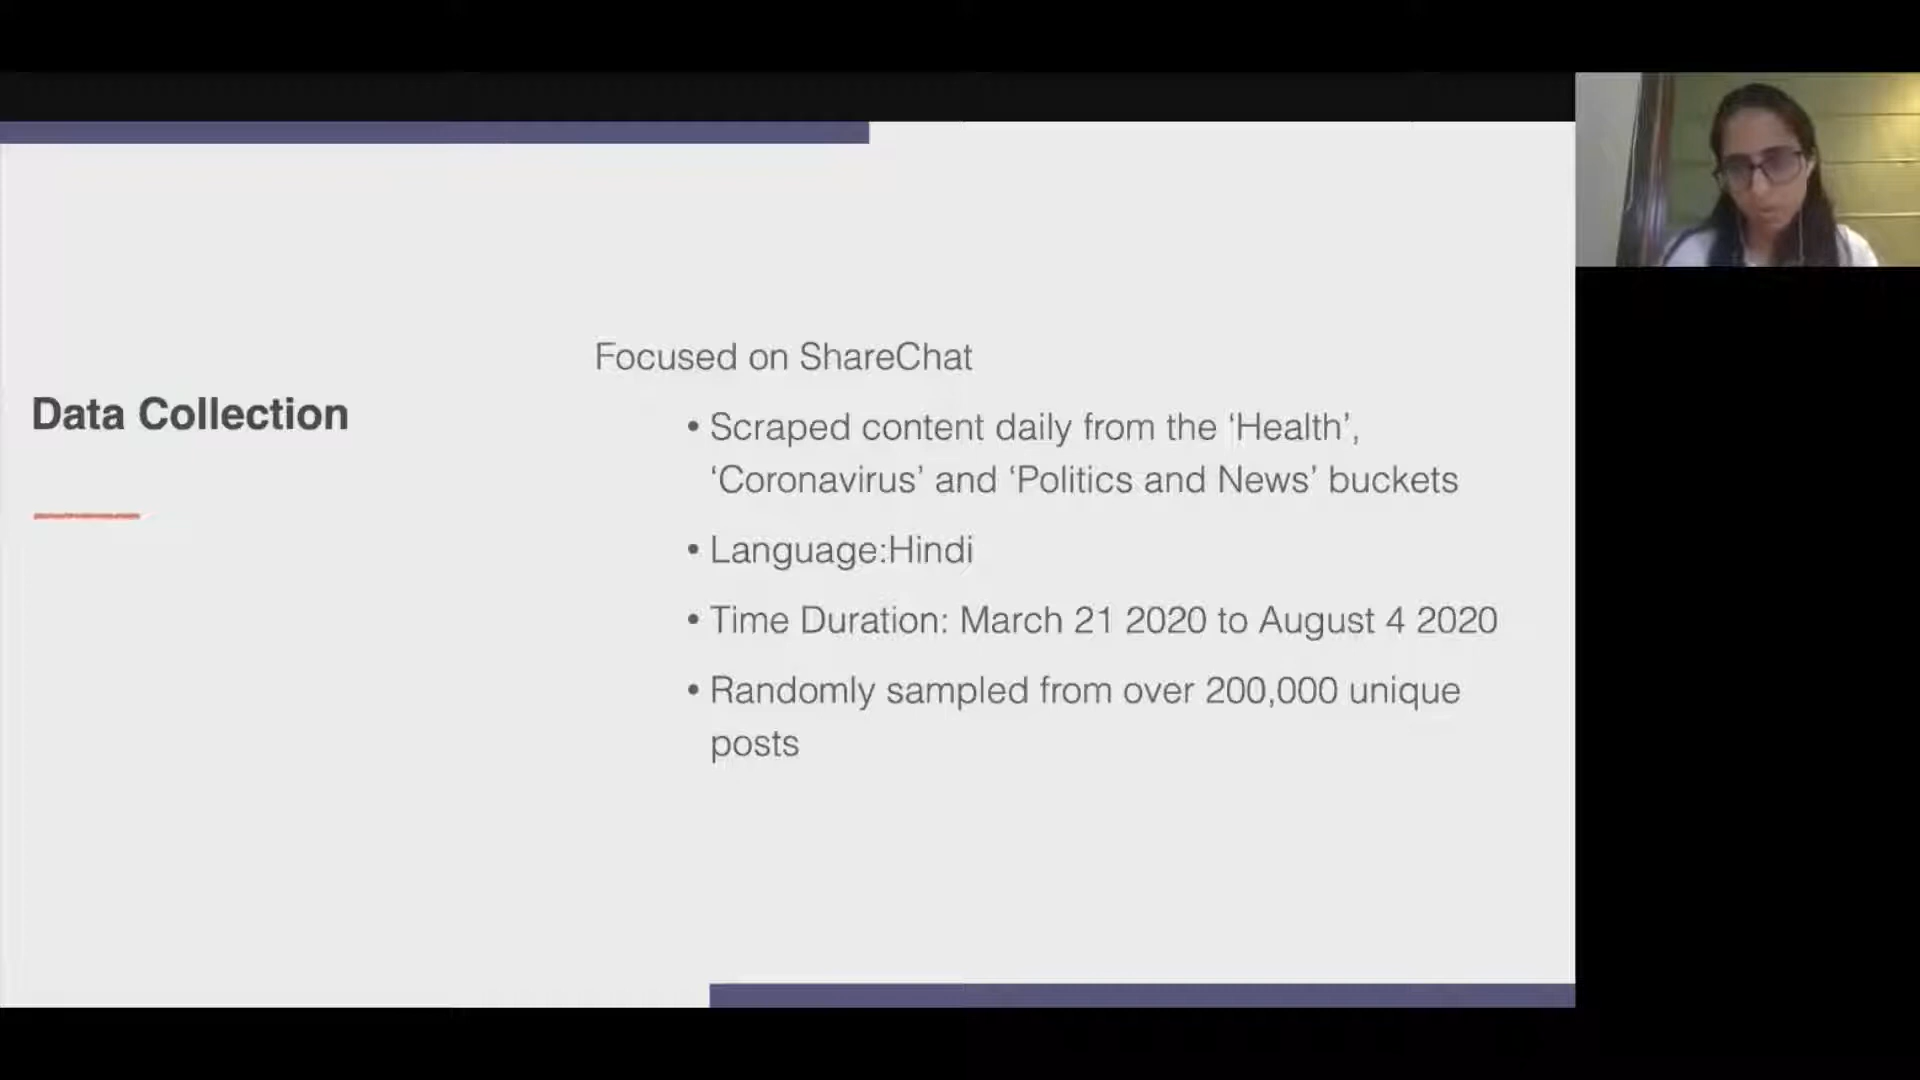 Data Collection
Focused on ShareChat
• Scraped content daily from the ‘Health’,
‘Coronavirus’ and ‘Politics and News’ buckets
• Language:Hindi
• Time Duration: March 21 2020 to August 4 2020
• Randomly sampled from over 200,000 unique
posts